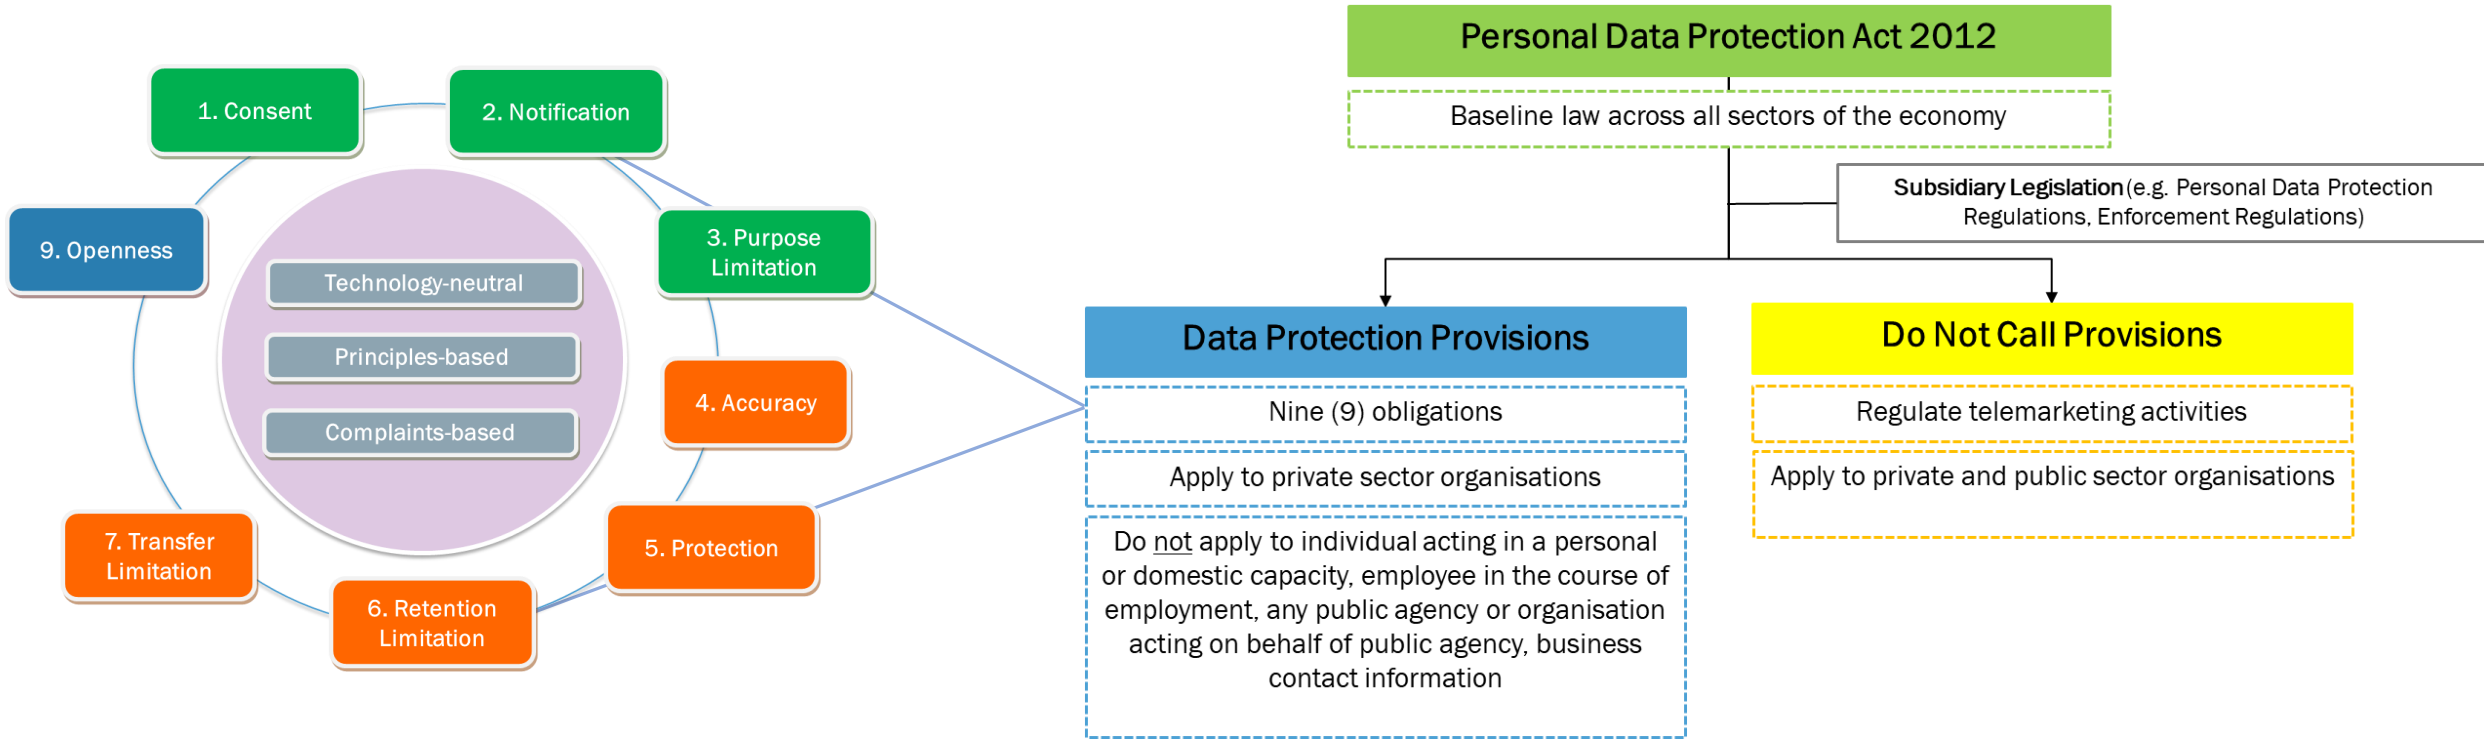 1. Consent
2. Notification
3. Purpose
Limitation
4. Accuracy
5. Protection
6. Retention
Limitation
7. Transfer
Limitation
9. Openness
Technology-neutral
Principles-based
Complaints-based
Personal Data Protection Act 2012
Baseline law across all sectors of the economy
Subsidiary Legislation (e.g. Personal Data Protection
Regulations, Enforcement Regulations)
Data Protection Provisions
Nine (9) obligations
Apply to private sector organisations
Do not apply to individual acting in a personal
or domestic capacity, employee in the course of
employment, any public agency or organisation
acting on behalf of public agency, business
contact information
Do Not Call Provisions
Regulate telemarketing activities
Apply to private and public sector organisations